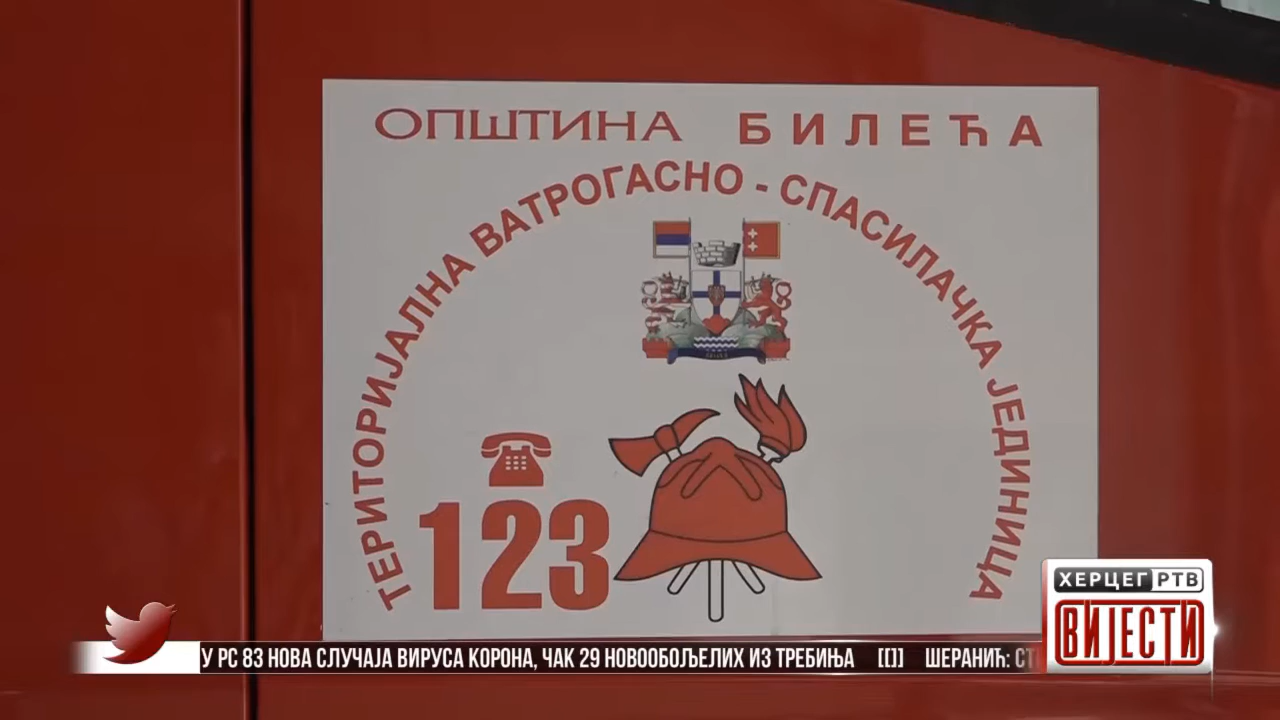 ОПШТИНА БИЛЕЋА
ТЕРИТОРИЈАЛНА ВАТРОГАСНО - СПАСИЛАЧКА ЈЕДИНИЦА
123
ХЕРЦЕГ РТВ
ВИЈЕСТИ
У РС 83 НОВА СЛУЧАЈА ВИРУСА КОРОНА, ЧАК 29 НОВООБОЉЕЛИХ ИЗ ТРЕБИЊА [[]] ШЕРАНИЋ: